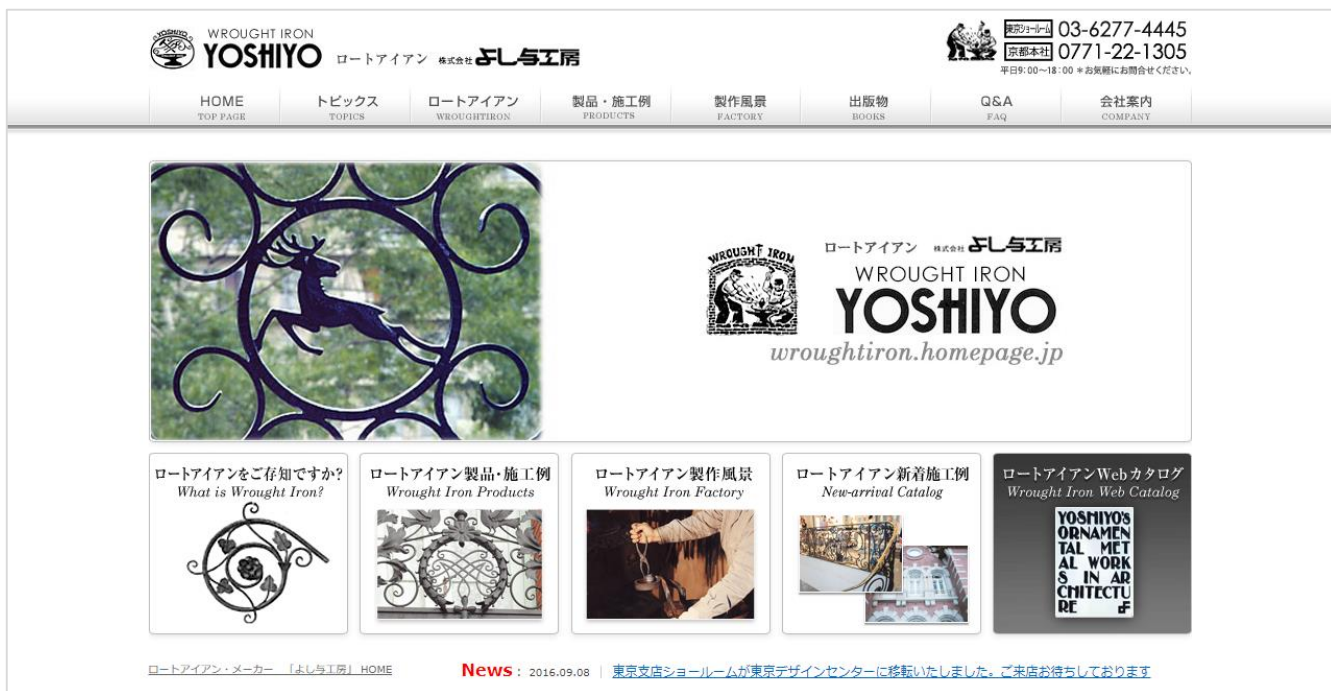 WROUGHT IRON
YOSHIYO ロートアイアン 株式会社 よし与工房
東京ショールーム 03-6277-4445
京都本社 0771-22-1305
平日9:00〜18:00 *お気軽にお問合せください。
HOME トピックス ロートアイアン 製品・施工例 製作風景 出版物 Q&A 会社案内
TOP PAGE TOPICS WROUGHTIRON PRODUCTS FACTORY BOOKS FAQ COMPANY
WROUGHT IRON
ロートアイアン 株式会社 よし与工房
WROUGHT IRON
YOSHIYO
wroughtiron.homepage.jp
ロートアイアンをご存知ですか?
What is Wrought Iron?
ロートアイアン製品・施工例
Wrought Iron Products
ロートアイアン製作風景
Wrought Iron Factory
ロートアイアン新着施工例
New-arrival Catalog
ロートアイアンWebカタログ
Wrought Iron Web Catalog
YOSHIYO'S
ORNAMEN
TAL MET
AL WORK
S IN AR
CHITECTU
RE
ロートアイアン・メーカー 「よし与工房」 HOME
News : 2016.09.08 | 東京支店ショールームが東京デザインセンターに移転いたしました。ご来店お待ちしております